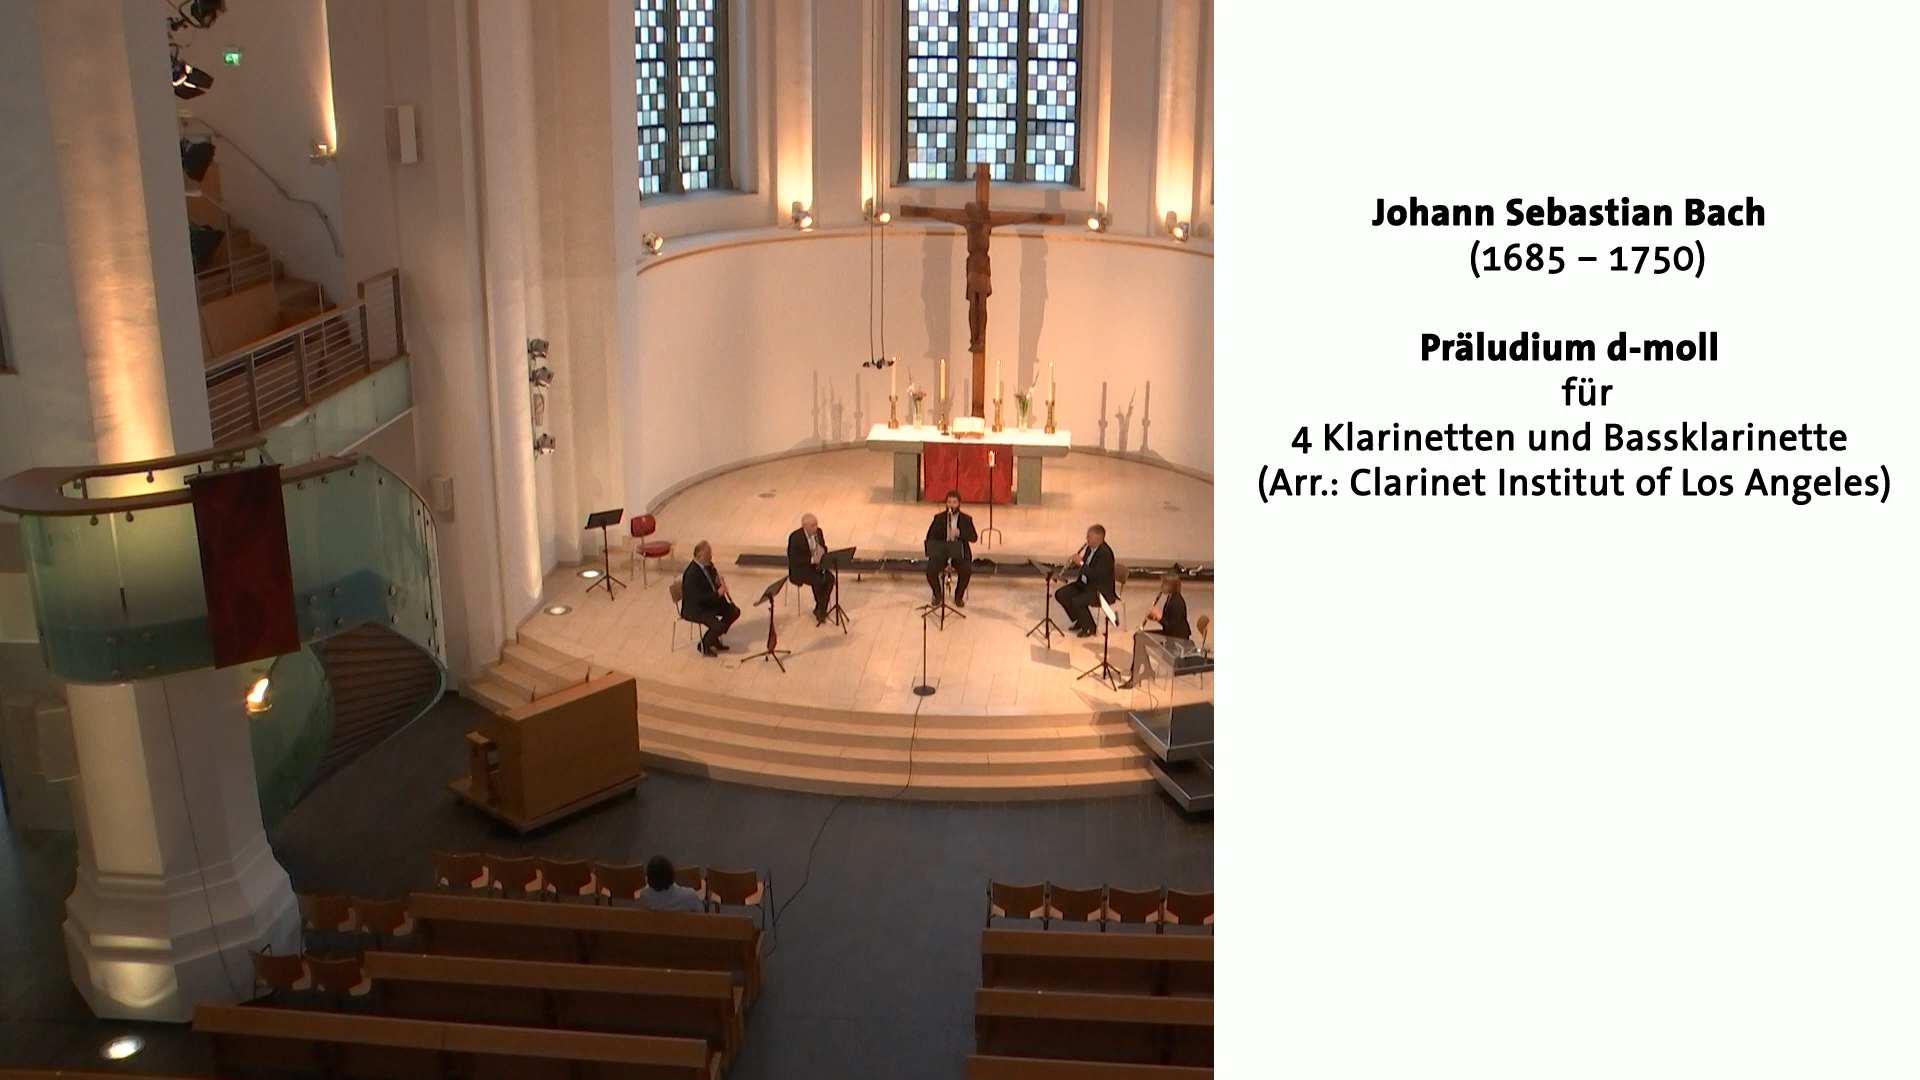 Johann Sebastian Bach
(1685 – 1750)
Präludium d-moll
für
4 Klarinetten und Bassklarinette
(Arr.: Clarinet Institut of Los Angeles)